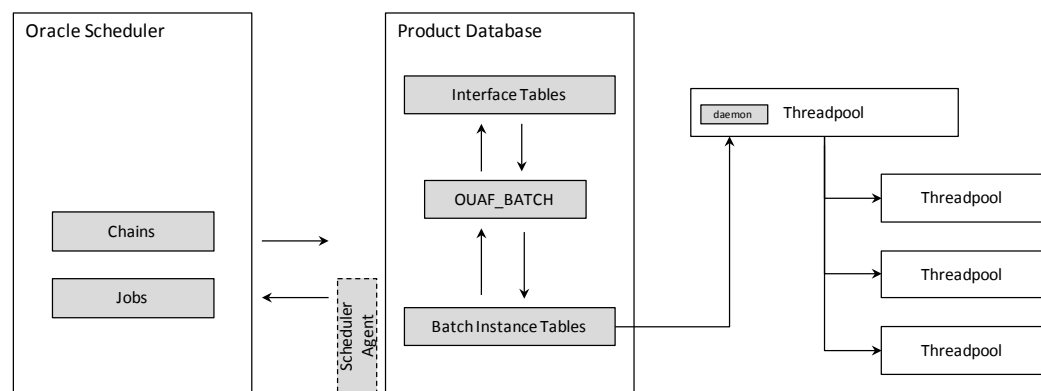 Oracle Scheduler
Product Database
Interface Tables
daemon
Threadpool
OUAF_BATCH
Threadpool
Chains
Threadpool
Jobs
Scheduler
Agent
Batch Instance Tables
Threadpool